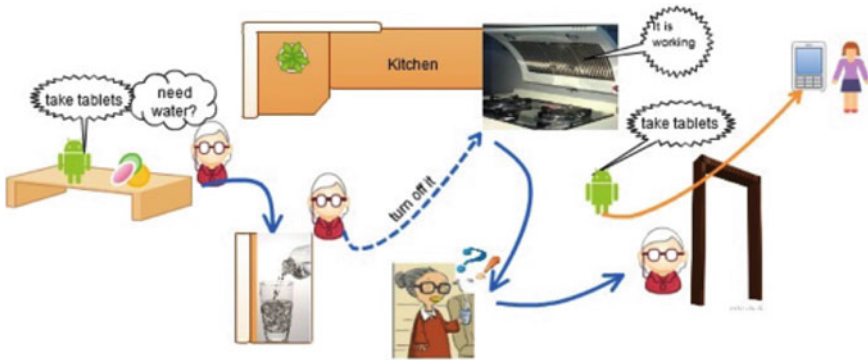 take tablets
need
water?
Kitchen
It is
working
turn off it
take tablets